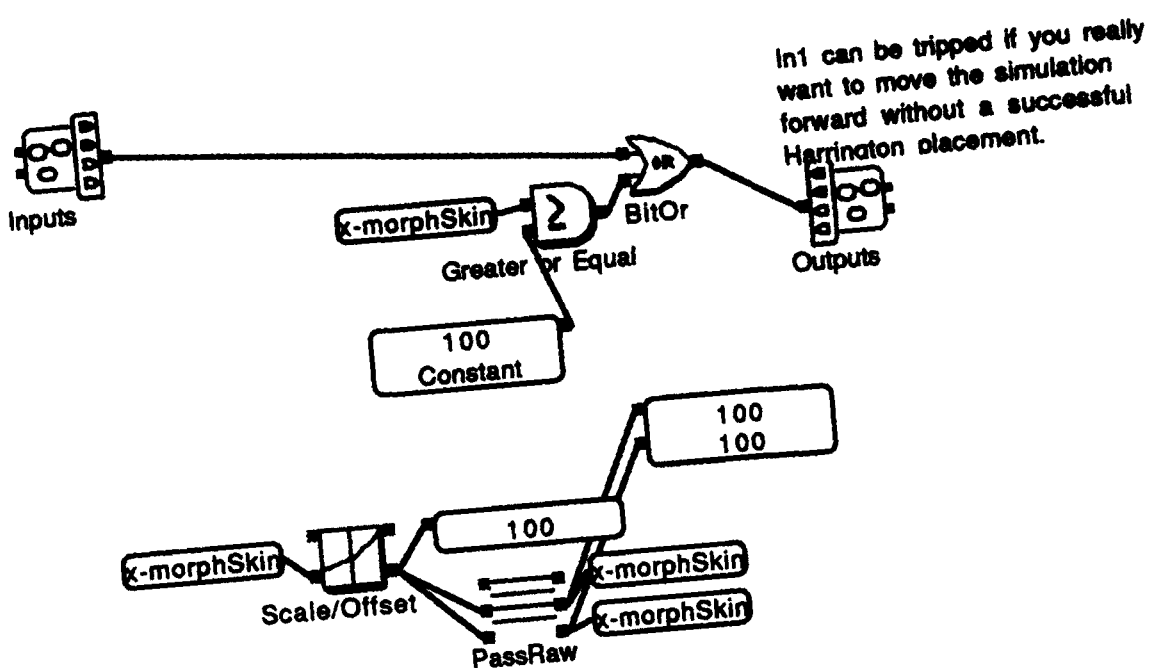 In1 can be tripped if you really
want to move the simulation
forward without a successful
Harrington placement.
Inputs
OR
BitOr
x-morphSkin
Σ
Greater or Equal
Outputs
100
Constant
100
100
100
x-morphSkin
Scale/Offset
x-morphSkin
x-morphSkin
PassRaw